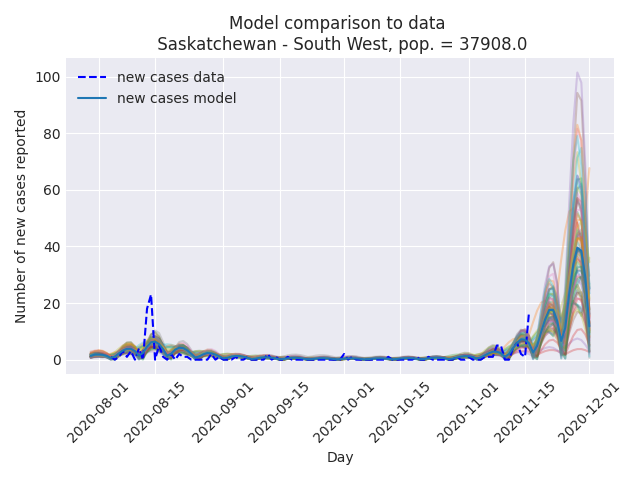 Model comparison to data
Saskatchewan - South West, pop. = 37908.0
new cases data
new cases model
Number of new cases reported
100
80
60
40
20
0
2020-08-01
2020-08-15
2020-09-01
2020-09-15
2020-10-01
2020-10-15
2020-11-01
2020-11-15
2020-12-01
Day